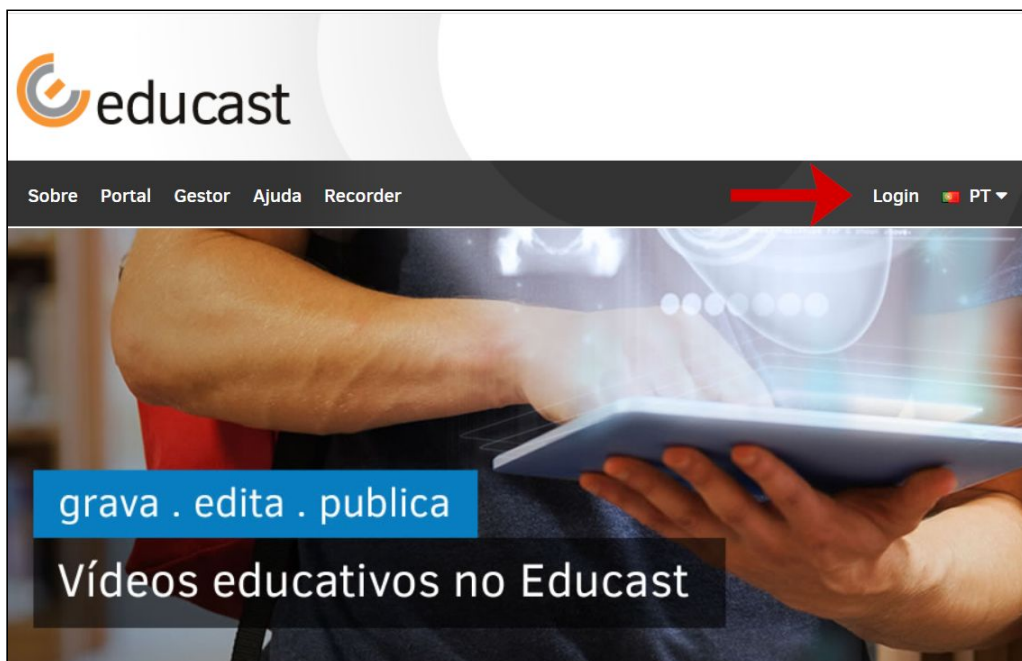 educast
Sobre Portal Gestor Ajuda Recorder Login PT
grava . edita . publica
Vídeos educativos no Educast